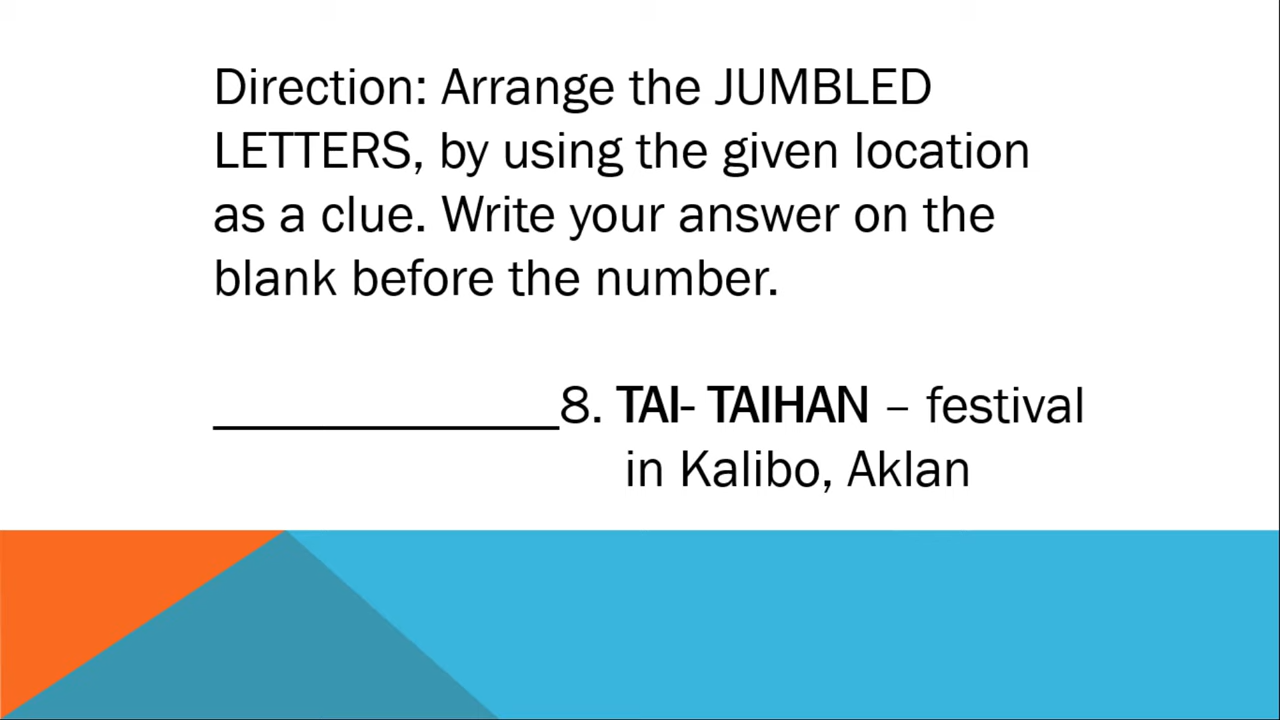 Direction: Arrange the JUMBLED
LETTERS, by using the given location
as a clue. Write your answer on the
blank before the number.
_____________8. TAI- TAIHAN – festival
in Kalibo, Aklan